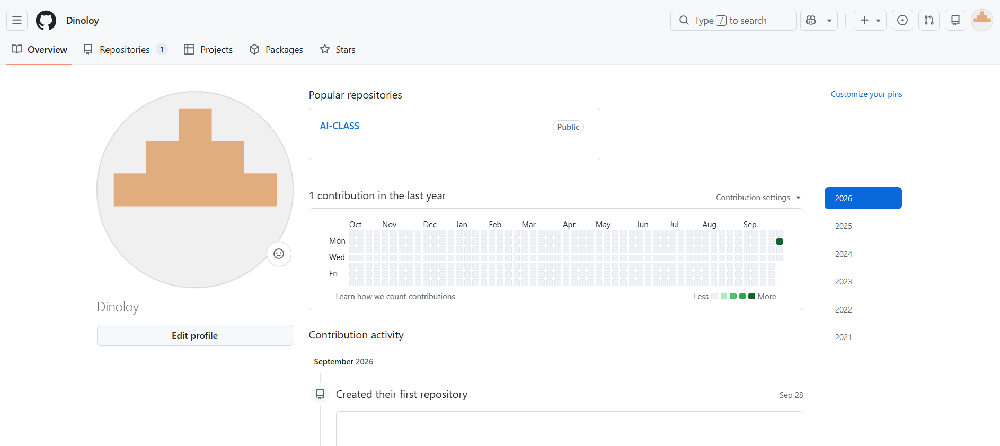 Dinoloy
Type / to search
Overview
Repositories 1
Projects
Packages
Stars
Popular repositories
Customize your pins
AI-CLASS
Public
Dinoloy
Edit profile
1 contribution in the last year
Contribution settings
Oct Nov Dec Jan Feb Mar Apr May Jun Jul Aug Sep
Mon
Wed
Fri
Learn how we count contributions
Less More
2026
2025
2024
2023
2022
2021
Contribution activity
September 2026
Created their first repository
Sep 28